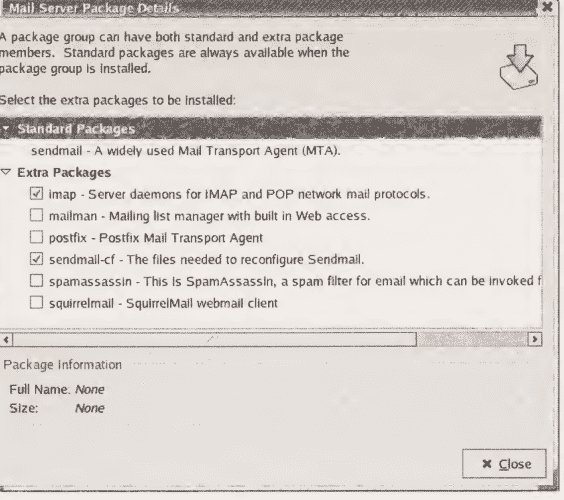 Mail Server Package Details
A package group can have both standard and extra package
members. Standard packages are always available when the
package group is installed.
Select the extra packages to be installed:
Standard Packages
sendmail - A widely used Mail Transport Agent (MTA).
Extra Packages
imap - Server daemons for IMAP and POP network mail protocols.
mailman - Mailing list manager with built in Web access.
postfix - Postfix Mail Transport Agent
sendmail-cf - The files needed to reconfigure Sendmail.
spamassassin - This is SpamAssassin, a spam filter for email which can be invoked f
squirrelmail - SquirrelMail webmail client
Package Information
Full Name: None
Size: None
Close